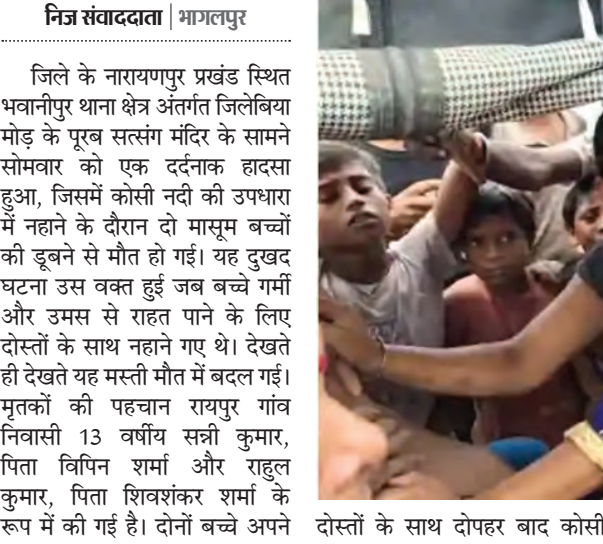 निज संवाददाता | भागलपुर
जिले के नारायणपुर प्रखंड स्थित
भवानीपुर थाना क्षेत्र अंतर्गत जिलेबिया
मोड़ के पूरब सत्संग मंदिर के सामने
सोमवार को एक दर्दनाक हादसा
हुआ, जिसमें कोसी नदी की उपधारा
में नहाने के दौरान दो मासूम बच्चों
की डूबने से मौत हो गई। यह दुखद
घटना उस वक्त हुई जब बच्चे गर्मी
और उमस से राहत पाने के लिए
दोस्तों के साथ नहाने गए थे। देखते
ही देखते यह मस्ती मौत में बदल गई।
मृतकों की पहचान रायपुर गांव
निवासी 13 वर्षीय सन्नी कुमार,
पिता विपिन शर्मा और राहुल
कुमार, पिता शिवशंकर शर्मा के
रूप में की गई है। दोनों बच्चे अपने
दोस्तों के साथ दोपहर बाद कोसी